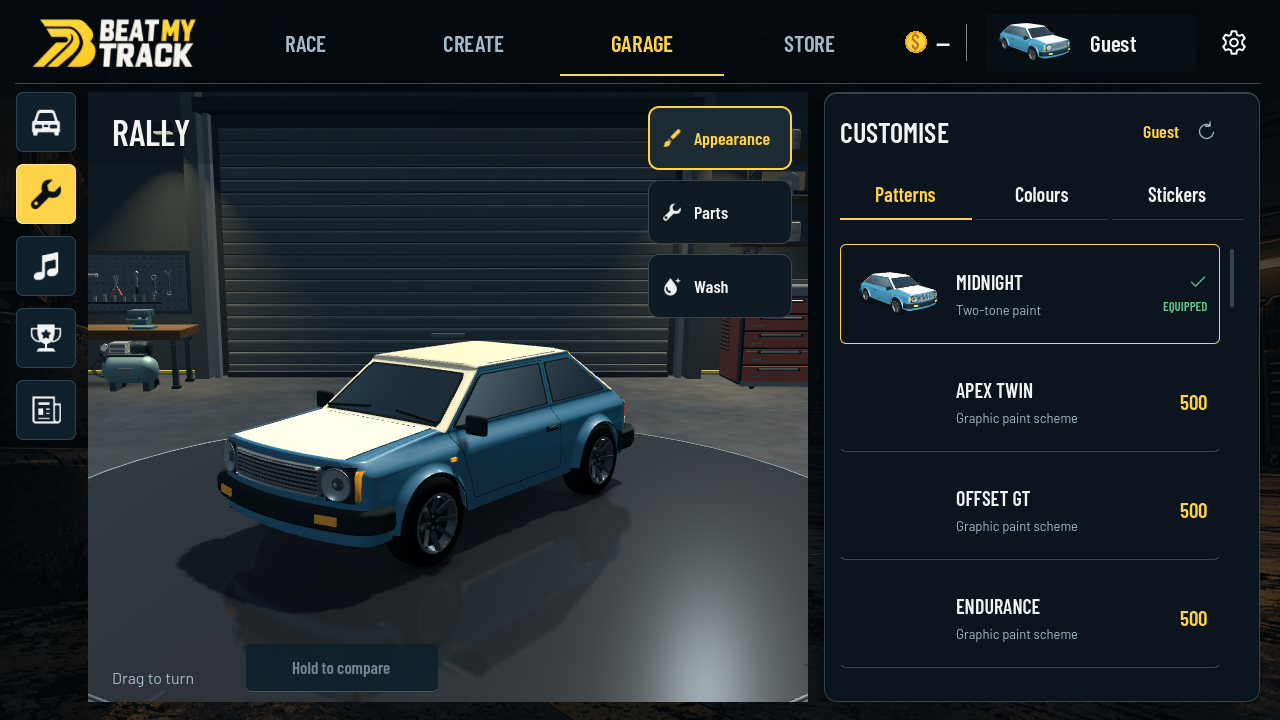 BEATMY
TRACK
RACE
CREATE
GARAGE
STORE
$ –
Guest
RALLY
Appearance
Parts
Wash
Drag to turn
Hold to compare
CUSTOMISE
Guest
Patterns
Colours
Stickers
MIDNIGHT
Two-tone paint
EQUIPPED
APEX TWIN
Graphic paint scheme
500
OFFSET GT
Graphic paint scheme
500
ENDURANCE
Graphic paint scheme
500